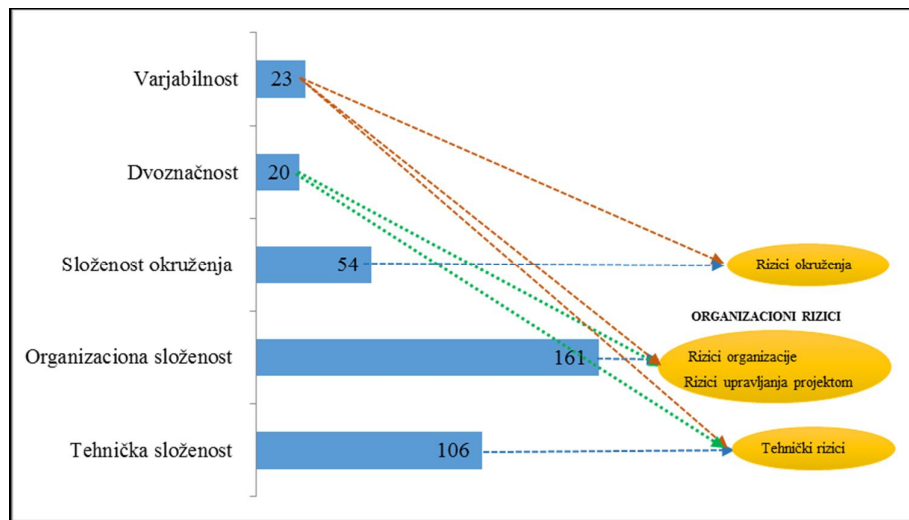 Varjabilnost
23
Dvoznačnost
20
Složenost okruženja
54
Rizici okruženja
ORGANIZACIONI RIZICI
Organizaciona složenost
161
Rizici organizacije
Rizici upravljanja projektom
Tehnička složenost
106
Tehnički rizici